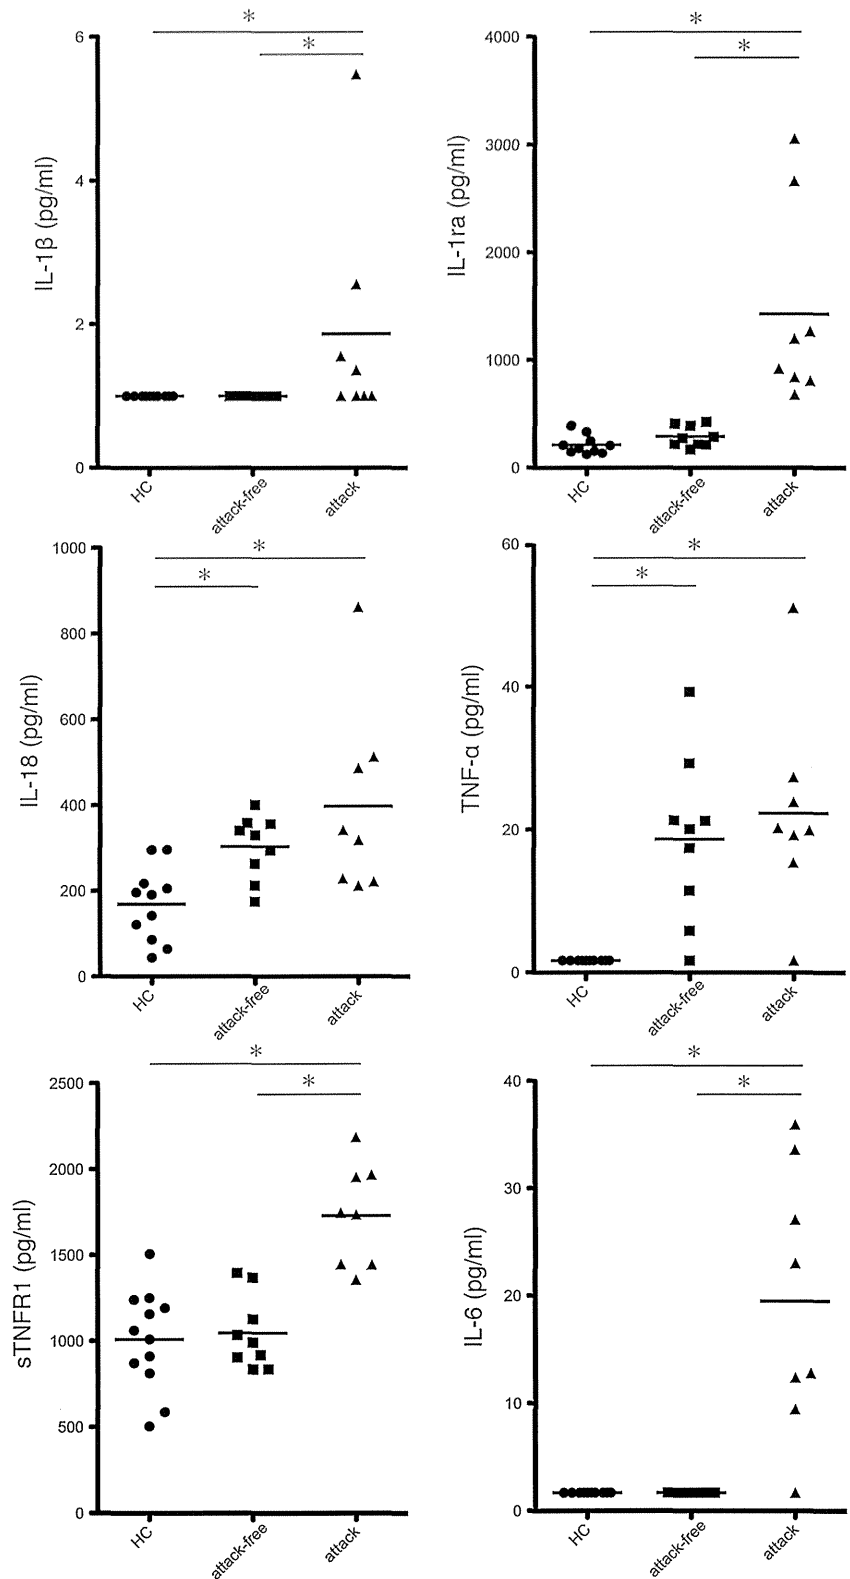 *
*
6
4
2
0
IL-1β (pg/ml)
HC
attack-free
attack
*
*
4000
3000
2000
1000
0
IL-1ra (pg/ml)
HC
attack-free
attack
*
*
1000
800
600
400
200
0
IL-18 (pg/ml)
HC
attack-free
attack
*
*
60
40
20
0
TNF-α (pg/ml)
HC
attack-free
attack
*
*
2500
2000
1500
1000
500
0
sTNFR1 (pg/ml)
HC
attack-free
attack
*
*
40
30
20
10
0
IL-6 (pg/ml)
HC
attack-free
attack